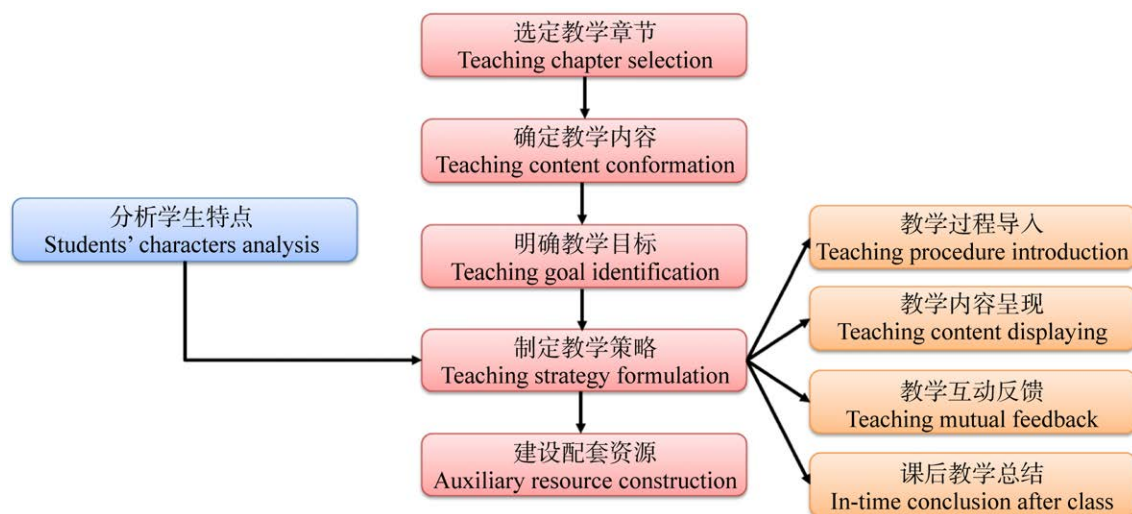 选定教学章节
Teaching chapter selection
确定教学内容
Teaching content conformation
分析学生特点
Students' characters analysis
明确教学目标
Teaching goal identification
制定教学策略
Teaching strategy formulation
建设配套资源
Auxiliary resource construction
教学过程导入
Teaching procedure introduction
教学内容呈现
Teaching content displaying
教学互动反馈
Teaching mutual feedback
课后教学总结
In-time conclusion after class